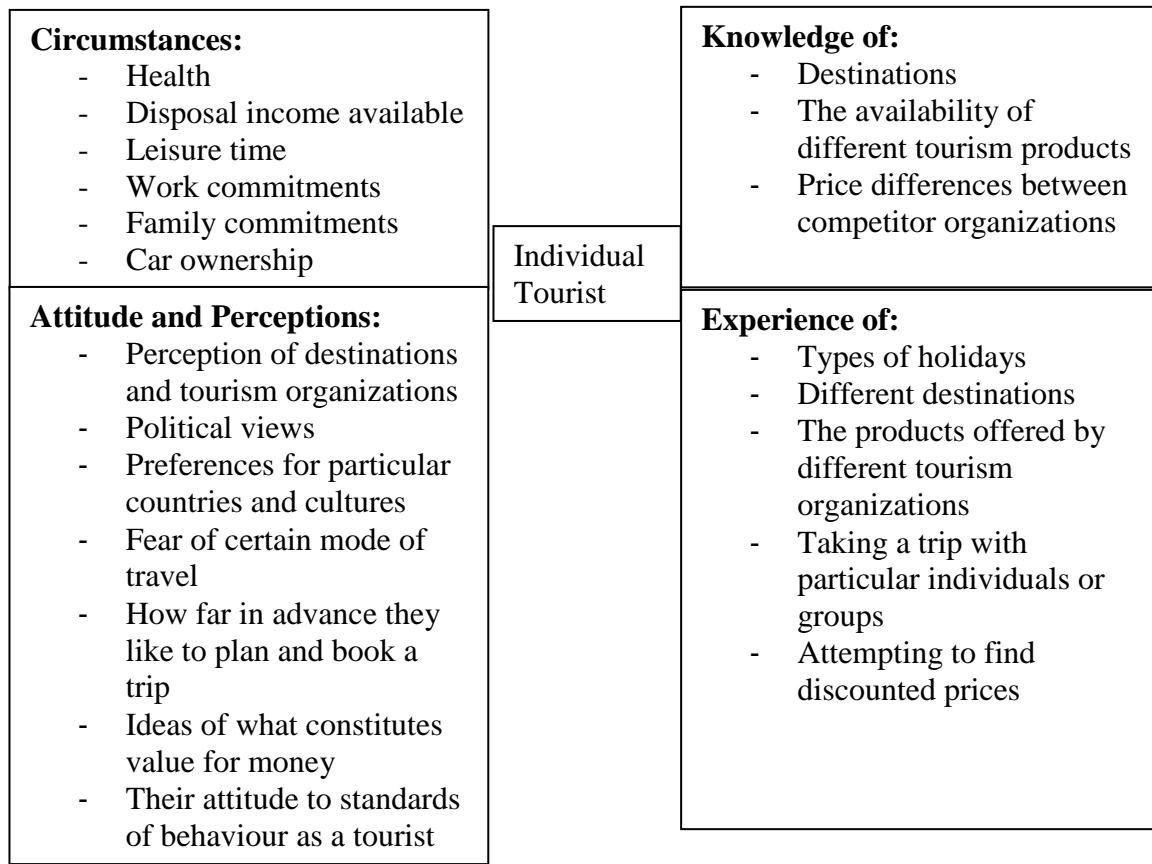 Circumstances:
- Health
- Disposal income available
- Leisure time
- Work commitments
- Family commitments
- Car ownership
Knowledge of:
- Destinations
- The availability of
different tourism products
- Price differences between
competitor organizations
Individual
Tourist
Attitude and Perceptions:
- Perception of destinations
and tourism organizations
- Political views
- Preferences for particular
countries and cultures
- Fear of certain mode of
travel
- How far in advance they
like to plan and book a
trip
- Ideas of what constitutes
value for money
- Their attitude to standards
of behaviour as a tourist
Experience of:
- Types of holidays
- Different destinations
- The products offered by
different tourism
organizations
- Taking a trip with
particular individuals or
groups
- Attempting to find
discounted prices